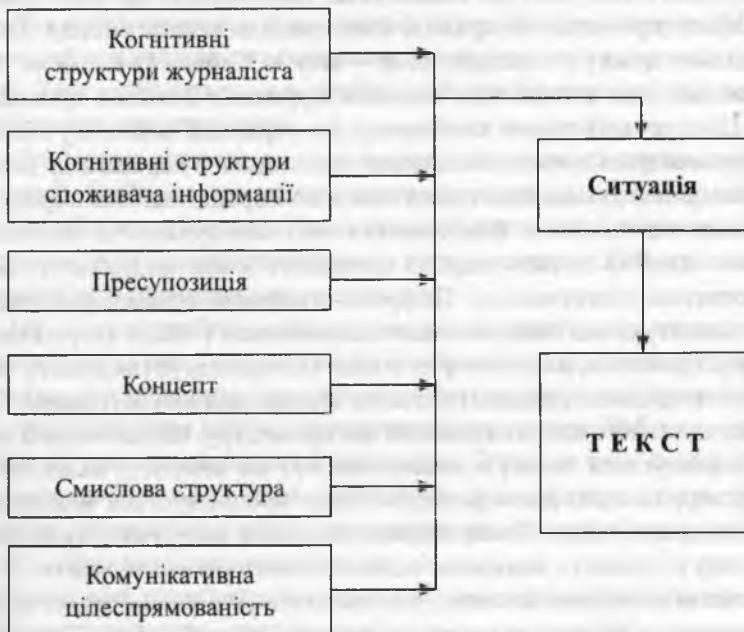 Когнітивні
структури журналіста
Когнітивні структури
споживача інформації
Пресупозиція
Концепт
Смислова структура
Комунікативна
цілеспрямованість
Ситуація
ТЕКСТ